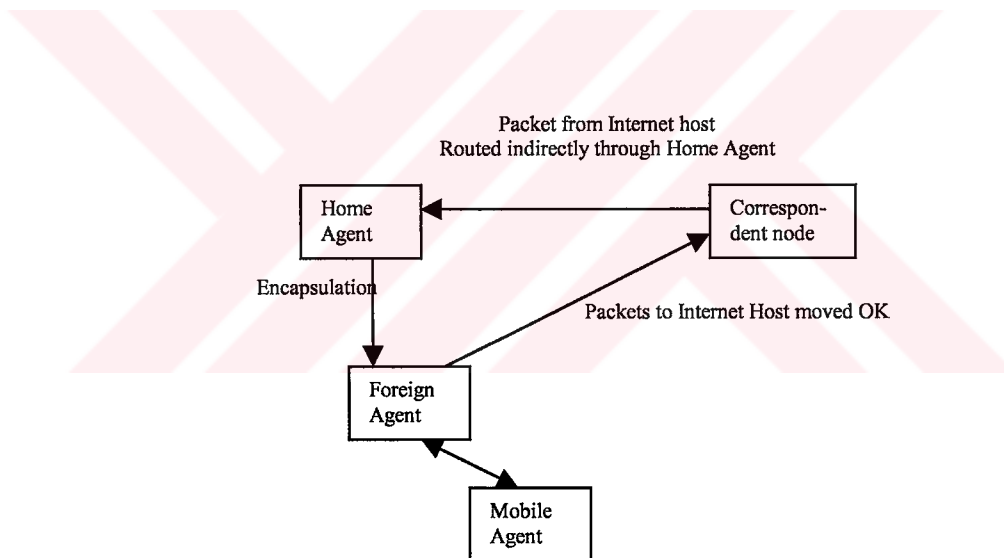 Packet from Internet host
Routed indirectly through Home Agent
Home
Agent
Correspon-
dent node
Encapsulation
Packets to Internet Host moved OK
Foreign
Agent
Mobile
Agent